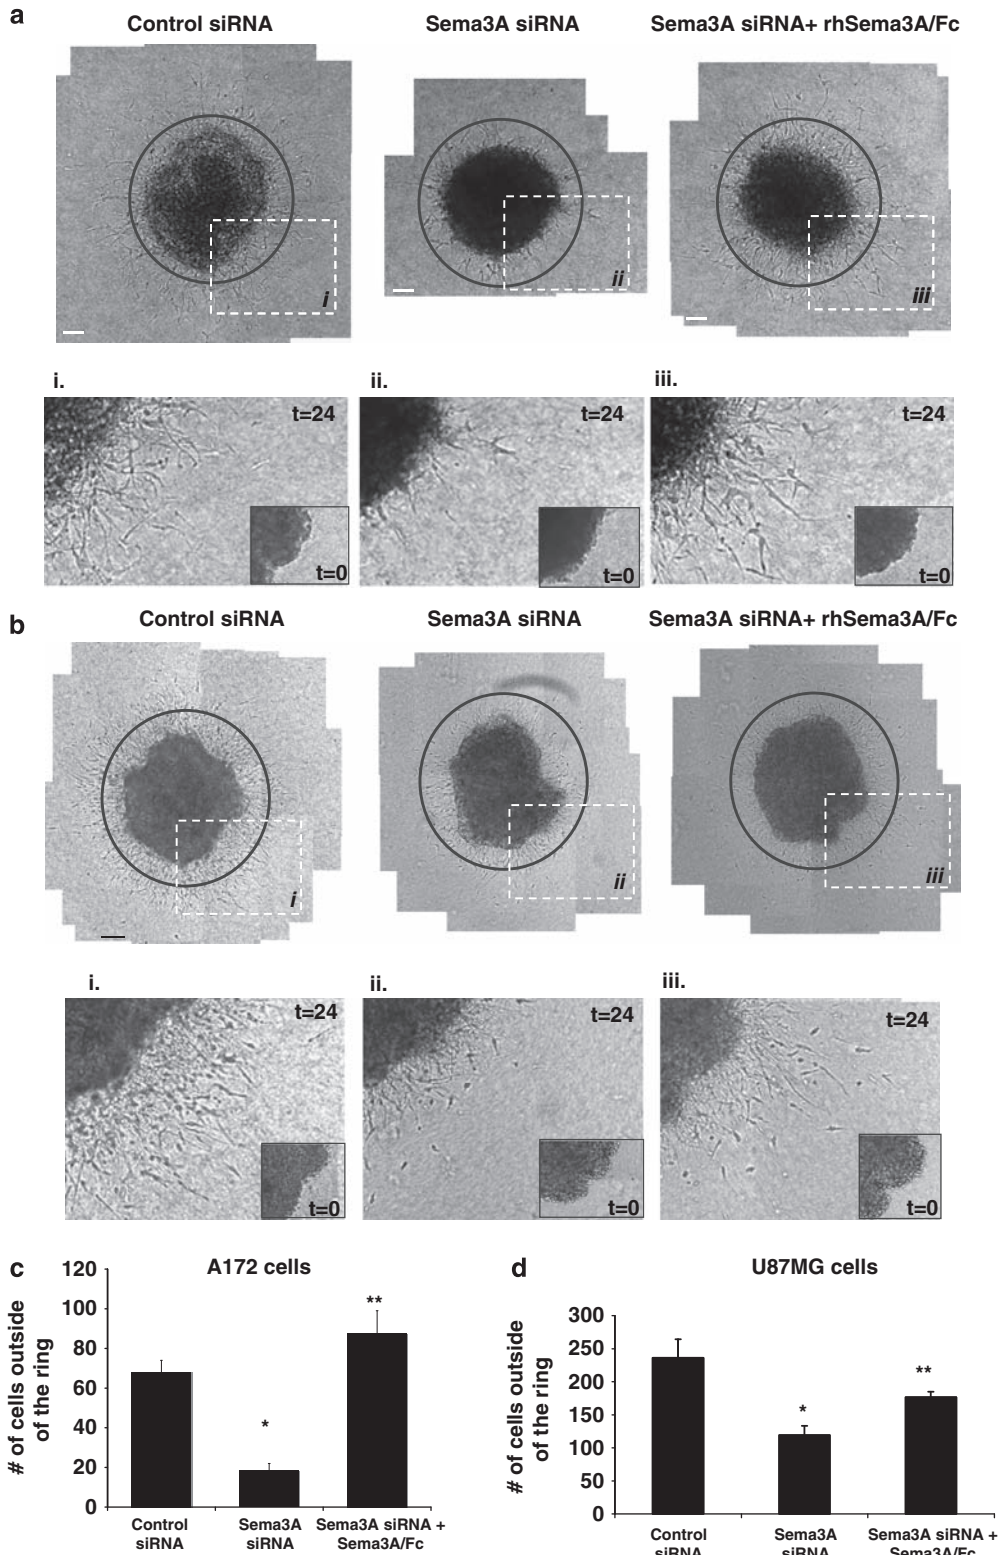 a
Control siRNA
Sema3A siRNA
Sema3A siRNA+ rhSema3A/Fc
i
ii
iii
i.
ii.
iii.
t=24
t=24
t=24
t=0
t=0
t=0
b
Control siRNA
Sema3A siRNA
Sema3A siRNA+ rhSema3A/Fc
i
ii
iii
i.
ii.
iii.
t=24
t=24
t=24
t=0
t=0
t=0
c
A172 cells
# of cells outside
of the ring
120
100
80
60
40
20
0
*
**
Control
siRNA
Sema3A
siRNA
Sema3A siRNA +
Sema3A/Fc
d
U87MG cells
# of cells outside
of the ring
300
250
200
150
100
50
0
*
**
Control
siRNA
Sema3A
siRNA
Sema3A siRNA +
Sema3A/Fc